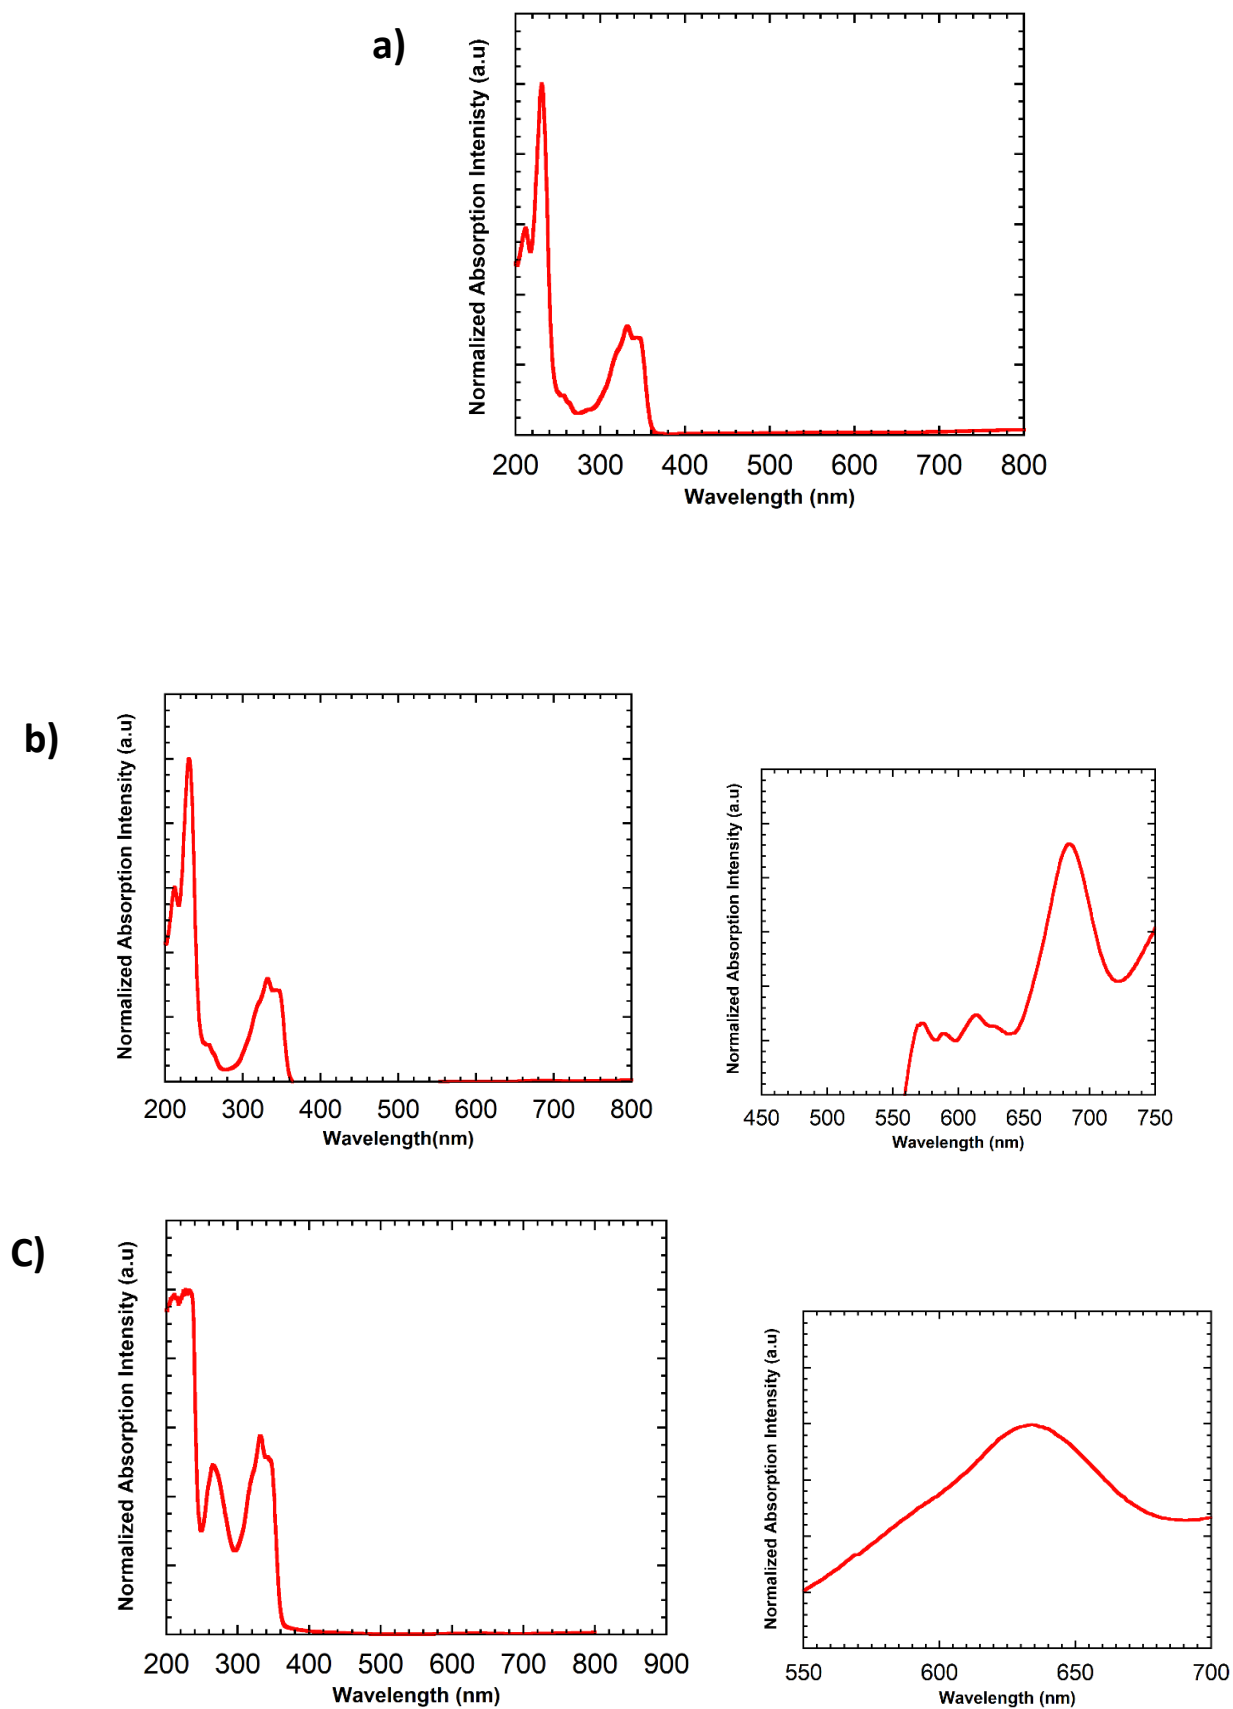 a)
Normalized Absorption Intenisty (a.u)
200 300 400 500 600 700 800
Wavelength (nm)
b)
Normalized Absorption Intensity (a.u)
200 300 400 500 600 700 800
Wavelength(nm)
Normalized Absorption Intensity (a.u)
450 500 550 600 650 700 750
Wavelength (nm)
C)
Normalized Absorption Intensity (a.u)
200 300 400 500 600 700 800 900
Wavelength (nm)
Normalized Absorption Intensity (a.u)
550 600 650 700
Wavelength (nm)